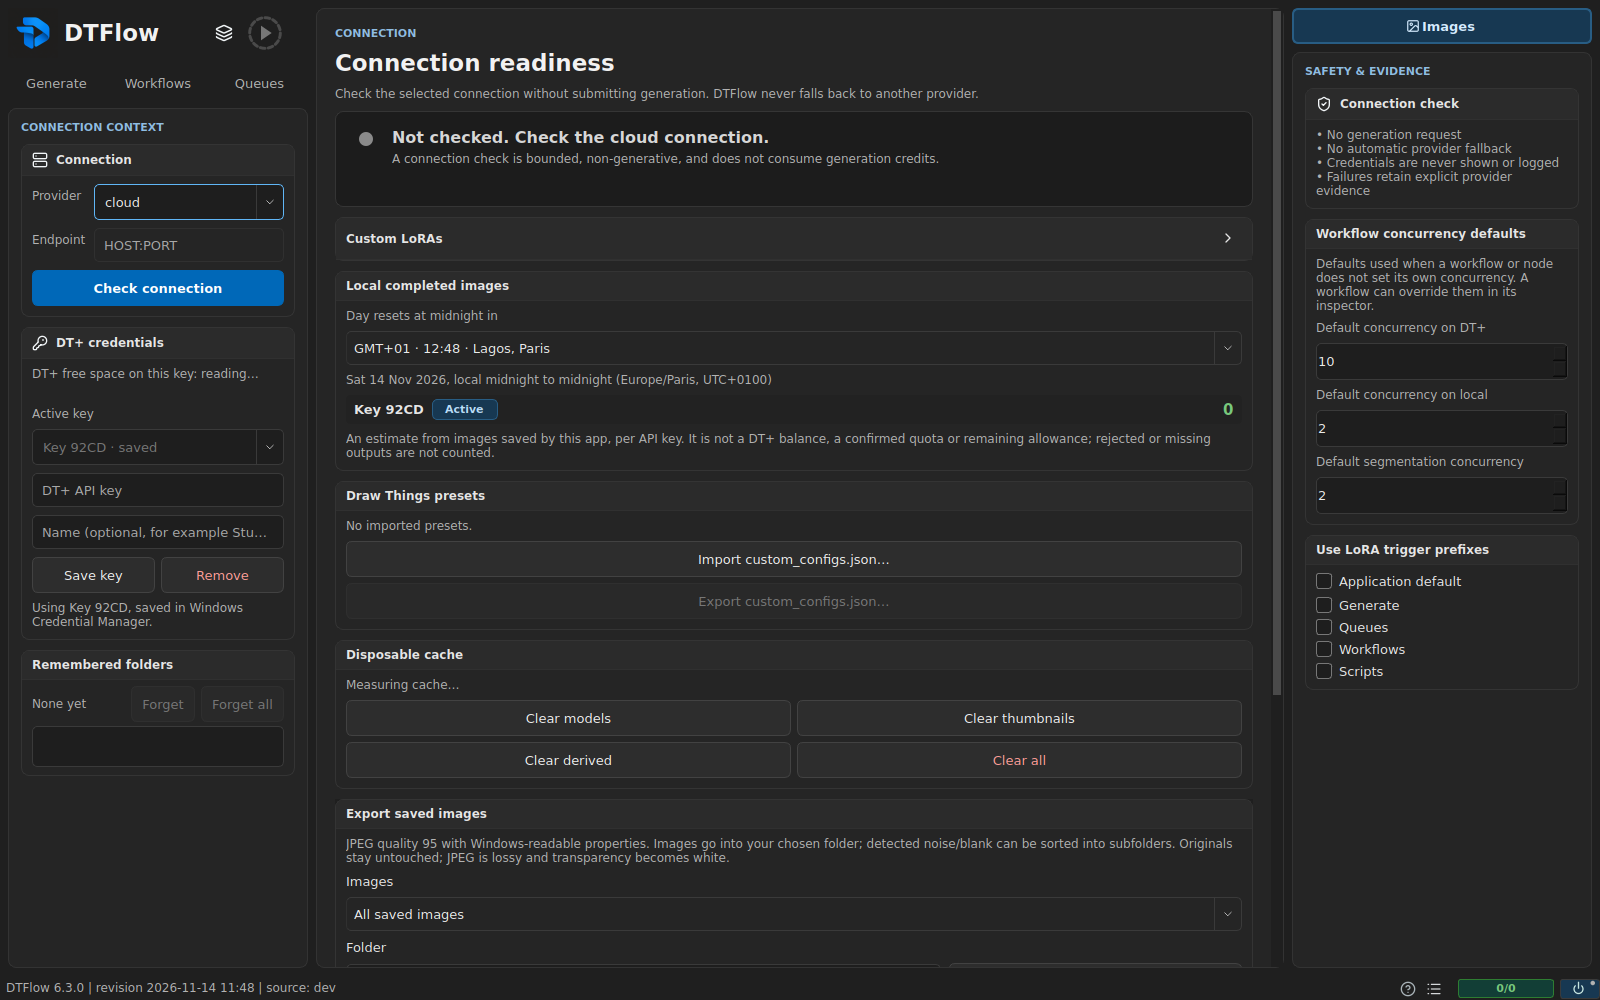 DTFlow
Generate
Workflows
Queues
CONNECTION CONTEXT
Connection
Provider
cloud
Endpoint
HOST:PORT
Check connection
DT+ credentials
DT+ free space on this key: reading...
Active key
Key 92CD · saved
DT+ API key
Name (optional, for example Stu...
Save key
Remove
Using Key 92CD, saved in Windows
Credential Manager.
Remembered folders
None yet
Forget
Forget all
CONNECTION
Connection readiness
Check the selected connection without submitting generation. DTFlow never falls back to another provider.
Not checked. Check the cloud connection.
A connection check is bounded, non-generative, and does not consume generation credits.
Custom LoRAs
Local completed images
Day resets at midnight in
GMT+01 · 12:48 · Lagos, Paris
Sat 14 Nov 2026, local midnight to midnight (Europe/Paris, UTC+0100)
Key 92CD
Active
0
An estimate from images saved by this app, per API key. It is not a DT+ balance, a confirmed quota or remaining allowance; rejected or missing
outputs are not counted.
Draw Things presets
No imported presets.
Import custom_configs.json...
Export custom_configs.json...
Disposable cache
Measuring cache...
Clear models
Clear thumbnails
Clear derived
Clear all
Export saved images
JPEG quality 95 with Windows-readable properties. Images go into your chosen folder; detected noise/blank can be sorted into subfolders. Originals
stay untouched; JPEG is lossy and transparency becomes white.
Images
All saved images
Folder
Images
SAFETY & EVIDENCE
Connection check
• No generation request
• No automatic provider fallback
• Credentials are never shown or logged
• Failures retain explicit provider
evidence
Workflow concurrency defaults
Defaults used when a workflow or node
does not set its own concurrency. A
workflow can override them in its
inspector.
Default concurrency on DT+
10
Default concurrency on local
2
Default segmentation concurrency
2
Use LoRA trigger prefixes
Application default
Generate
Queues
Workflows
Scripts
DTFlow 6.3.0 | revision 2026-11-14 11:48 | source: dev
0/0